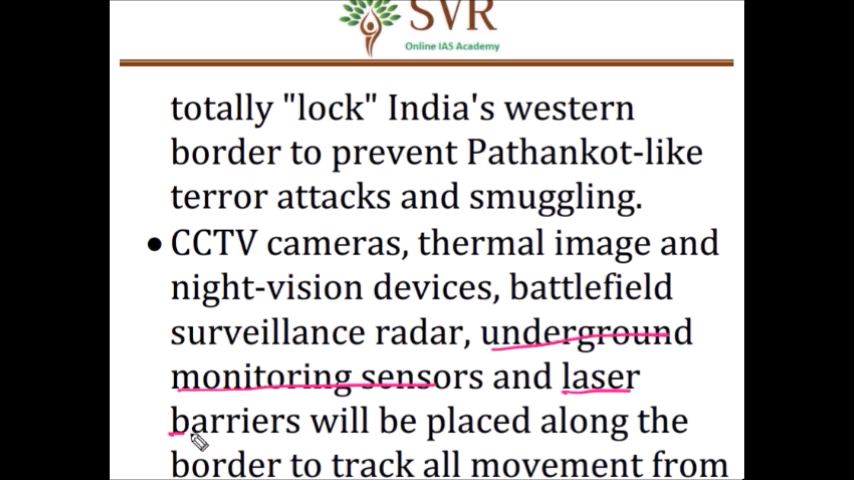 SVR
Online IAS Academy
totally "lock" India's western
border to prevent Pathankot-like
terror attacks and smuggling.
• CCTV cameras, thermal image and
night-vision devices, battlefield
surveillance radar, underground
monitoring sensors and laser
barriers will be placed along the
border to track all movement from